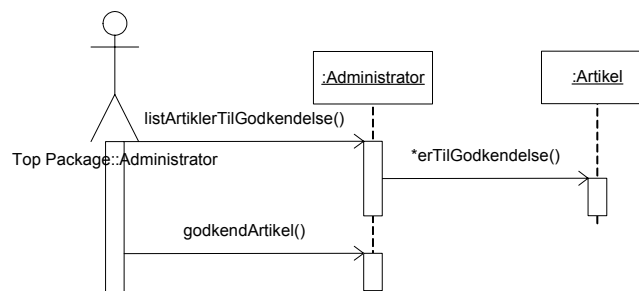 :Administrator
:Artikel
listArtiklerTilGodkendelse()
Top Package::Administrator
*erTilGodkendelse()
godkendArtikel()